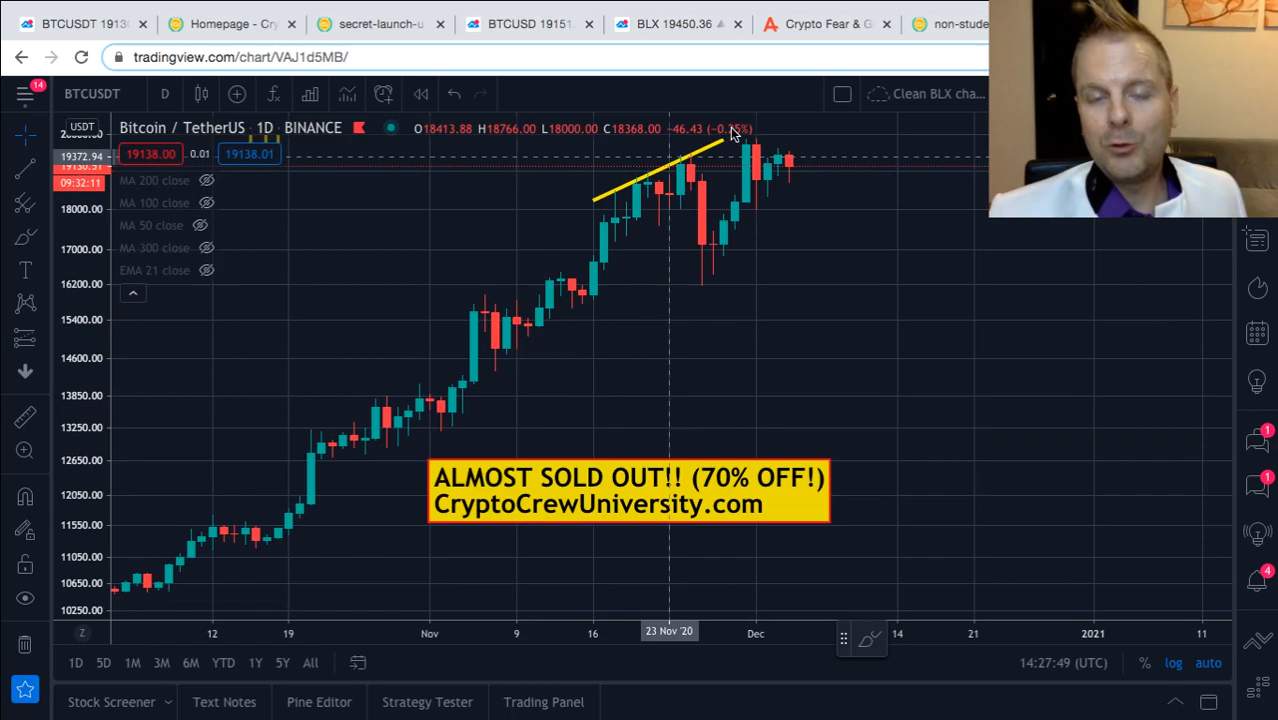 BTCUSDT 1913
Homepage - Cry
secret-launch-u
BTCUSD 19151.
BLX 19450.36
Crypto Fear & G
non-stude
tradingview.com/chart/VAJ1d5MB/
14
BTCUSDT
D
Clean BLX cha...
USDT
Bitcoin / TetherUS · 1D · BINANCE
O18413.88 H18766.00 L18000.00 C18368.00 −46.43
19138.00 0.01 19138.01
19372.94
09:32:11
MA 200 close
MA 100 close
MA 50 close
MA 300 close
EMA 21 close
18000.00
17000.00
16200.00
15400.00
14600.00
13850.00
13250.00
12650.00
12050.00
11550.00
11050.00
10650.00
10250.00
ALMOST SOLD OUT!! (70% OFF!)
CryptoCrewUniversity.com
1
1
4
Z
12
19
Nov
9
16
23 Nov '20
Dec
14
21
2021
11
1D 5D 1M 3M 6M YTD 1Y 5Y All
14:27:49 (UTC)
% log auto
Stock Screener
Text Notes
Pine Editor
Strategy Tester
Trading Panel